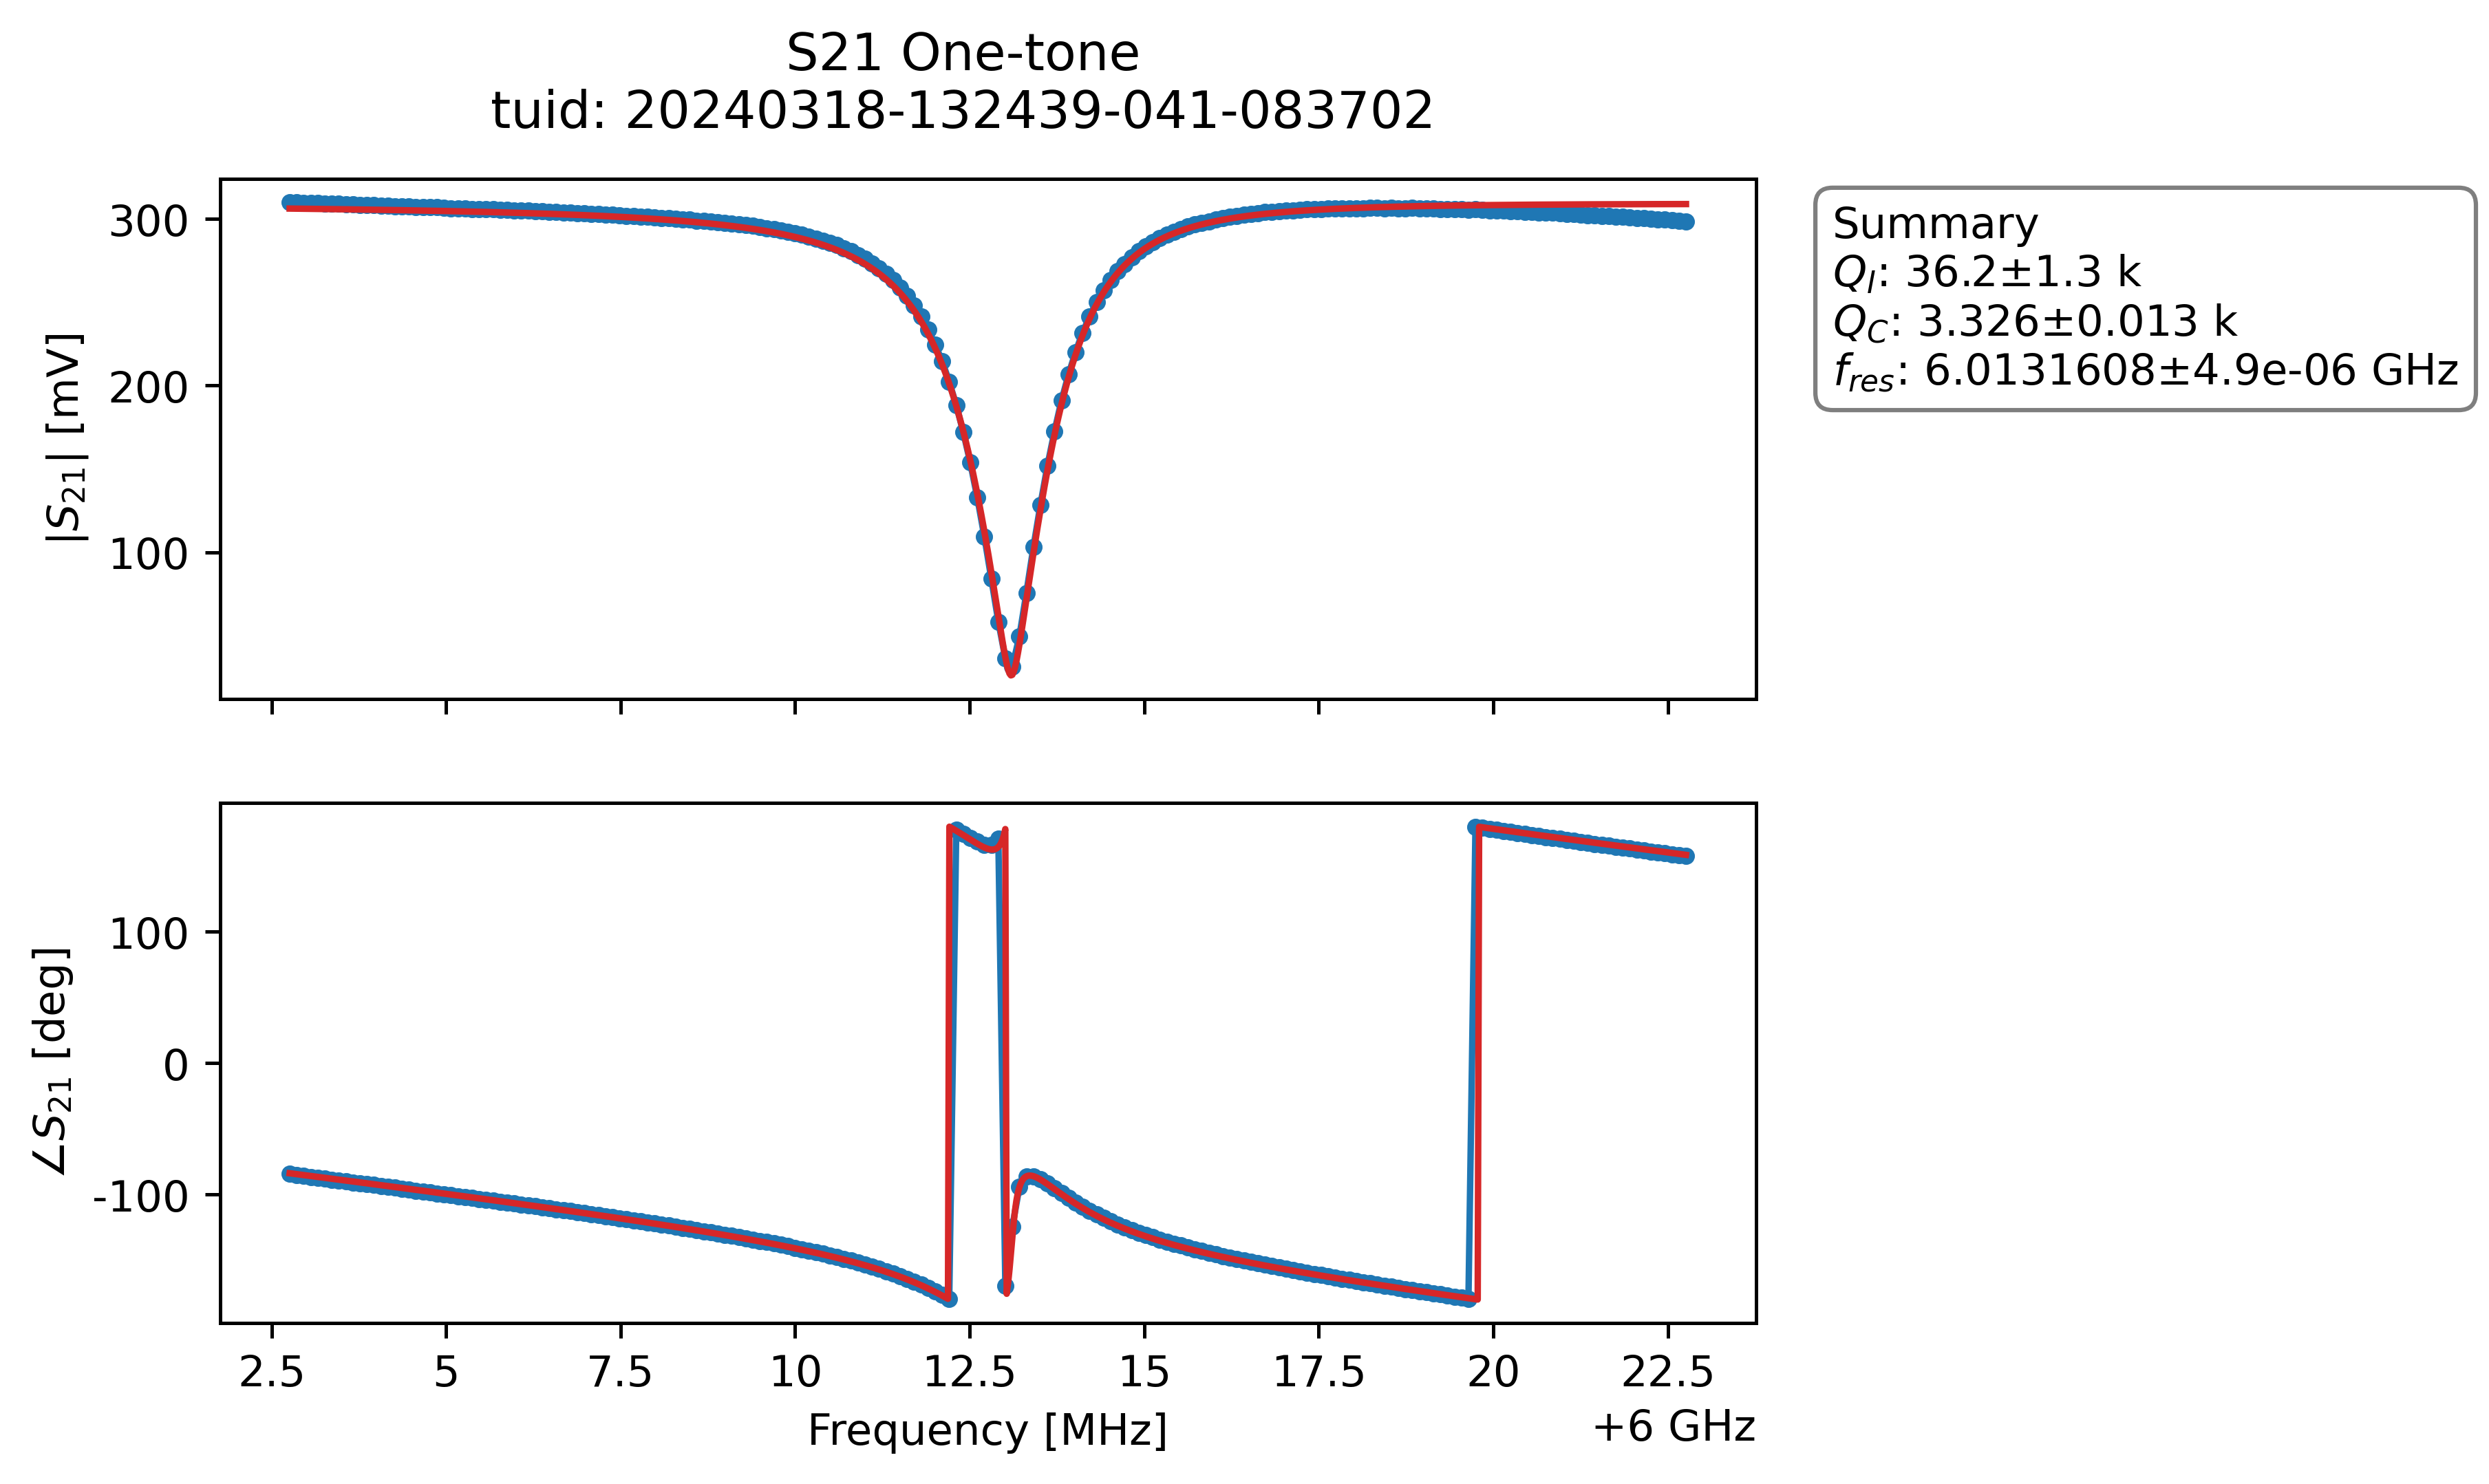 S21 One-tone
tuid: 20240318-132439-041-083702
|S21| [mV]
300
200
100
Summary
QI: 36.2±1.3 k
QC: 3.326±0.013 k
fres: 6.0131608±4.9e-06 GHz
∠S21 [deg]
100
0
-100
2.5 5 7.5 10 12.5 15 17.5 20 22.5
Frequency [MHz]
+6 GHz